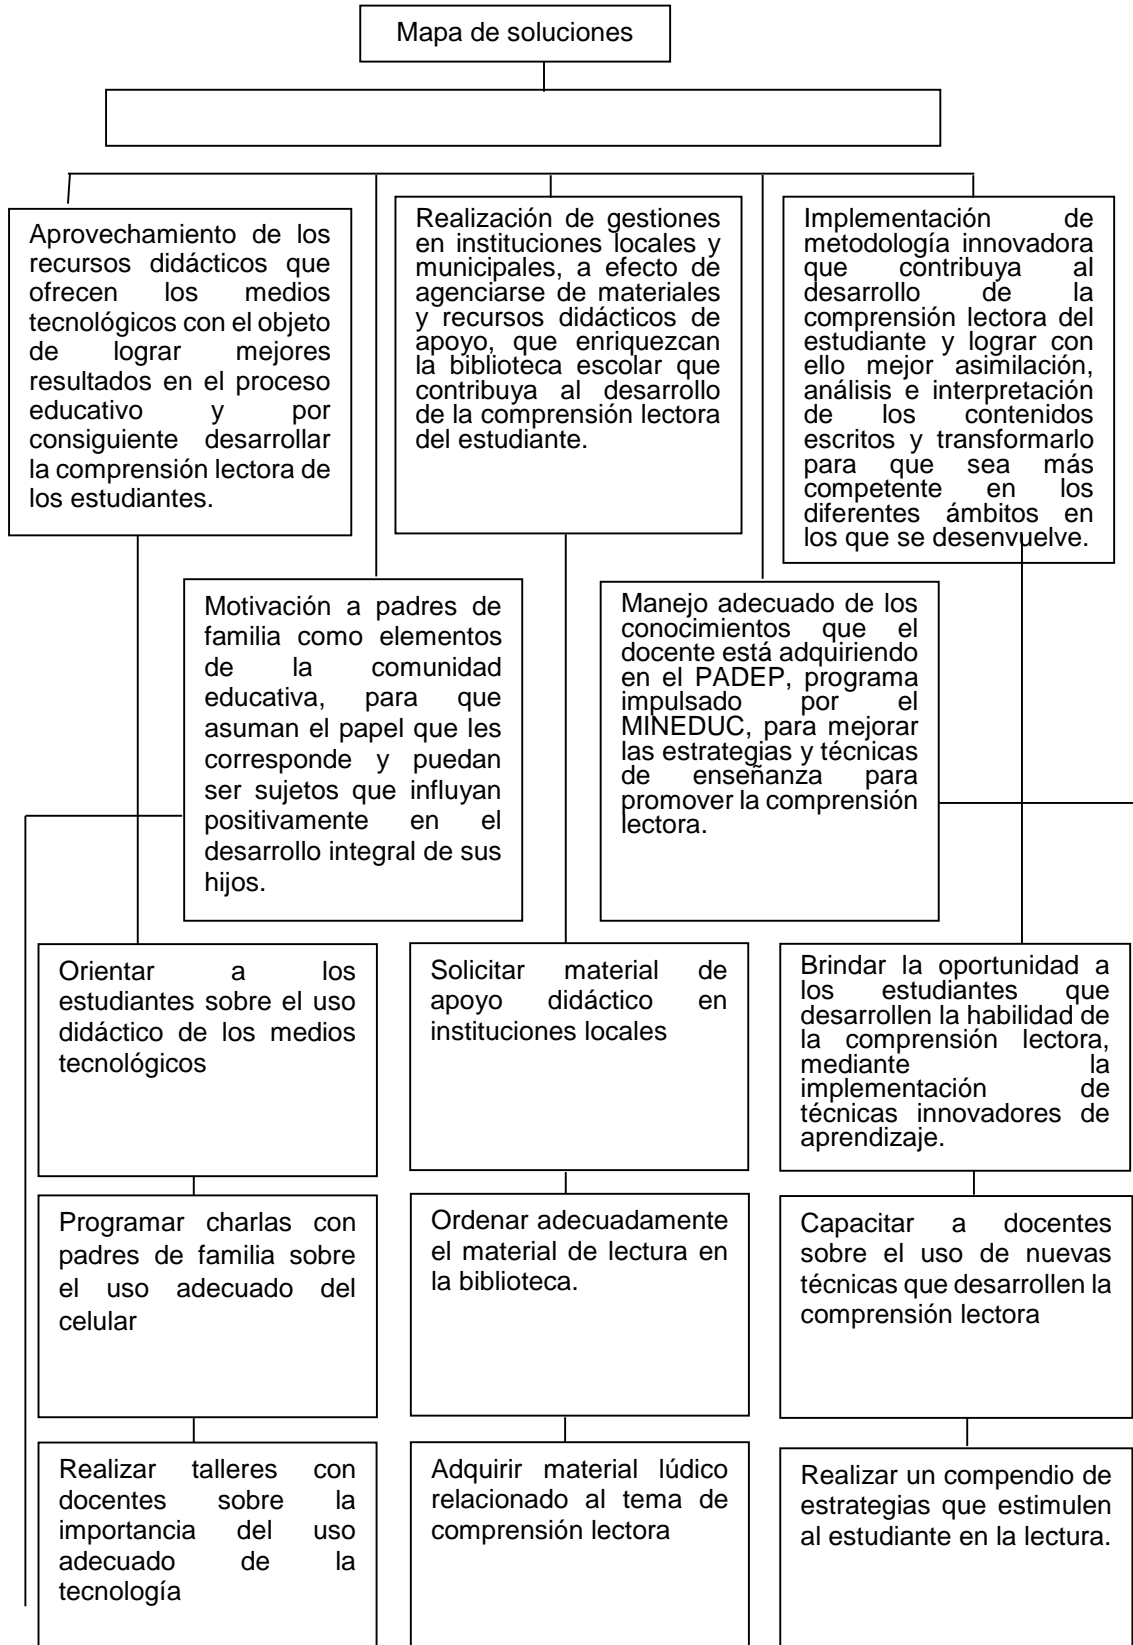 Mapa de soluciones
Aprovechamiento de los
recursos didácticos que
ofrecen los medios
tecnológicos con el objeto
de lograr mejores
resultados en el proceso
educativo y por
consiguiente desarrollar
la comprensión lectora de
los estudiantes.
Realización de gestiones
en instituciones locales y
municipales, a efecto de
agenciarse de materiales
y recursos didácticos de
apoyo, que enriquezcan
la biblioteca escolar que
contribuya al desarrollo
de la comprensión lectora
del estudiante.
Implementación de
metodología innovadora
que contribuya al
desarrollo de la
comprensión lectora del
estudiante y lograr con
ello mejor asimilación,
análisis e interpretación
de los contenidos
escritos y transformarlo
para que sea más
competente en los
diferentes ámbitos en
los que se desenvuelve.
Motivación a padres de
familia como elementos
de la comunidad
educativa, para que
asuman el papel que les
corresponde y puedan
ser sujetos que influyan
positivamente en el
desarrollo integral de sus
hijos.
Manejo adecuado de los
conocimientos que el
docente está adquiriendo
en el PADEP, programa
impulsado por el
MINEDUC, para mejorar
las estrategias y técnicas
de enseñanza para
promover la comprensión
lectora.
Orientar a los
estudiantes sobre el uso
didáctico de los medios
tecnológicos
Solicitar material de
apoyo didáctico en
instituciones locales
Brindar la oportunidad a
los estudiantes que
desarrollen la habilidad de
la comprensión lectora,
mediante la
implementación de
técnicas innovadores de
aprendizaje.
Programar charlas con
padres de familia sobre
el uso adecuado del
celular
Ordenar adecuadamente
el material de lectura en
la biblioteca.
Capacitar a docentes
sobre el uso de nuevas
técnicas que desarrollen la
comprensión lectora
Realizar talleres con
docentes sobre la
importancia del uso
adecuado de la
tecnología
Adquirir material lúdico
relacionado al tema de
comprensión lectora
Realizar un compendio de
estrategias que estimulen
al estudiante en la lectura.